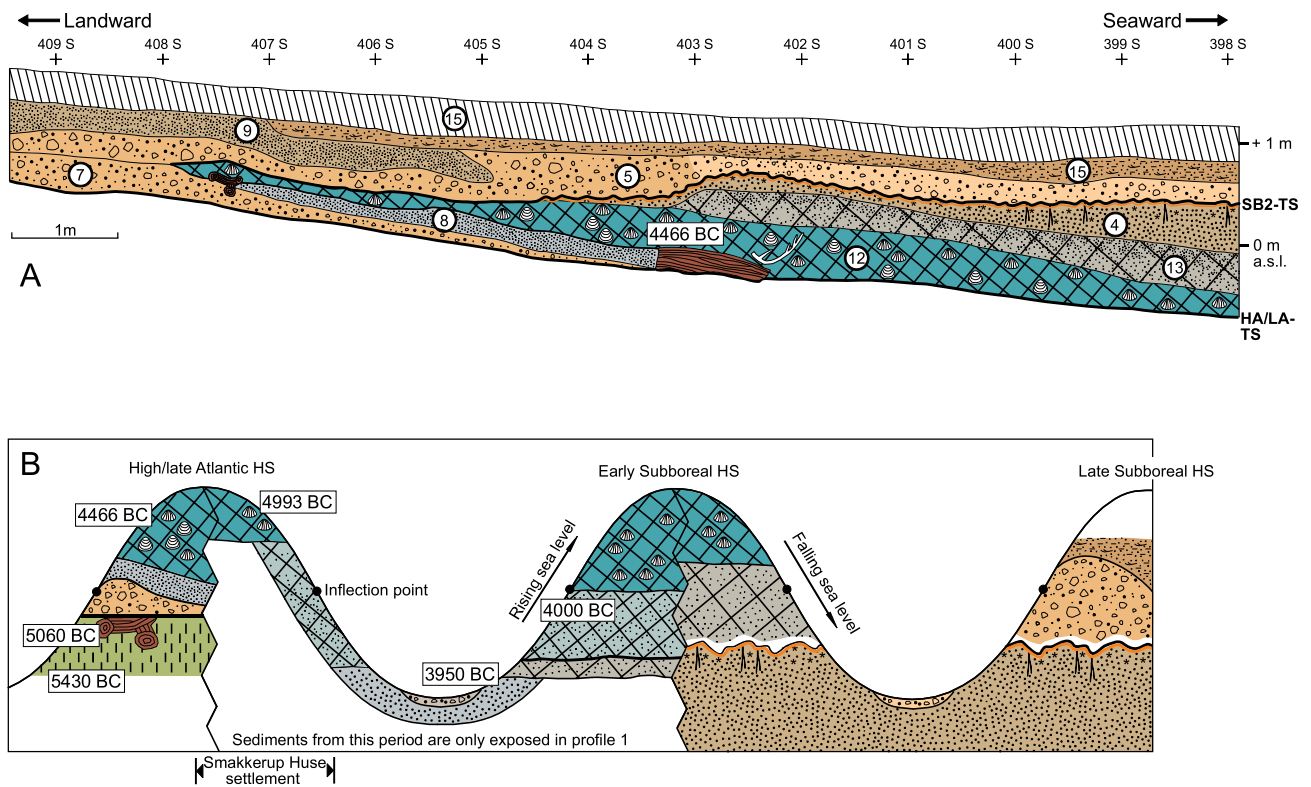 Landward
Seaward
409 S 408 S 407 S 406 S 405 S 404 S 403 S 402 S 401 S 400 S 399 S 398 S
15
9
+ 1 m
15
7
5
SB2-TS
8
4
4466 BC
0 m
a.s.l.
1m
12
13
A
HA/LA-
TS
B
High/late Atlantic HS
Early Subboreal HS
Late Subboreal HS
4466 BC
4993 BC
Rising sea level
Falling sea level
Inflection point
4000 BC
5060 BC
3950 BC
5430 BC
Sediments from this period are only exposed in profile 1
Smakkerup Huse
settlement